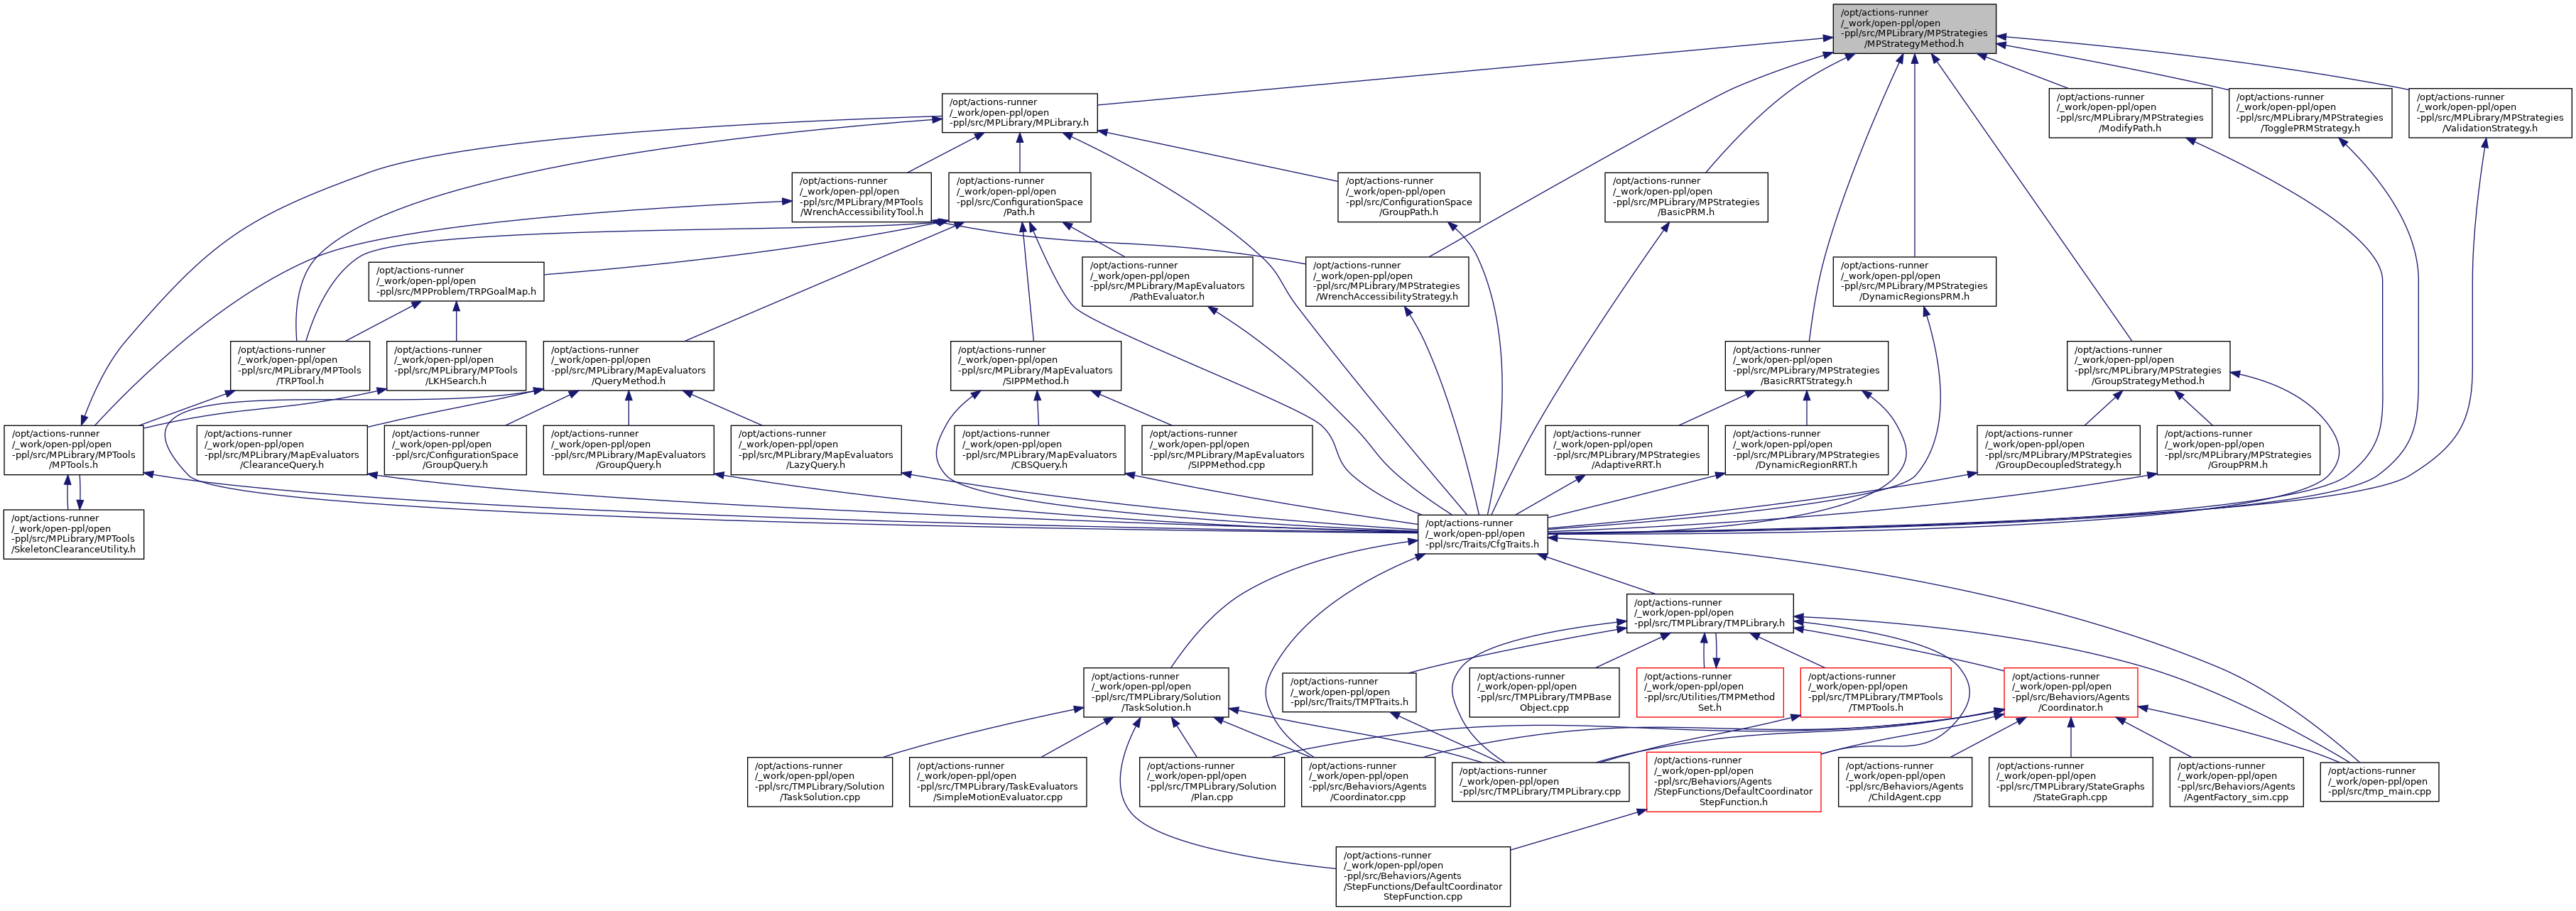 /opt/actions-runner
/_work/open-ppl/open
-ppl/src/MPLibrary/MPStrategies
/MPStrategyMethod.h
/opt/actions-runner
/_work/open-ppl/open
-ppl/src/MPLibrary/MPLibrary.h
/opt/actions-runner
/_work/open-ppl/open
-ppl/src/MPLibrary/MPStrategies
/ModifyPath.h
/opt/actions-runner
/_work/open-ppl/open
-ppl/src/MPLibrary/MPStrategies
/TogglePRMStrategy.h
/opt/actions-runner
/_work/open-ppl/open
-ppl/src/MPLibrary/MPStrategies
/ValidationStrategy.h
/opt/actions-runner
/_work/open-ppl/open
-ppl/src/MPLibrary/MPTools
/WrenchAccessibilityTool.h
/opt/actions-runner
/_work/open-ppl/open
-ppl/src/ConfigurationSpace
/Path.h
/opt/actions-runner
/_work/open-ppl/open
-ppl/src/ConfigurationSpace
/GroupPath.h
/opt/actions-runner
/_work/open-ppl/open
-ppl/src/MPLibrary/MPStrategies
/BasicPRM.h
/opt/actions-runner
/_work/open-ppl/open
-ppl/src/MPProblem/TRPGoalMap.h
/opt/actions-runner
/_work/open-ppl/open
-ppl/src/MPLibrary/MapEvaluators
/PathEvaluator.h
/opt/actions-runner
/_work/open-ppl/open
-ppl/src/MPLibrary/MPStrategies
/WrenchAccessibilityStrategy.h
/opt/actions-runner
/_work/open-ppl/open
-ppl/src/MPLibrary/MPStrategies
/DynamicRegionsPRM.h
/opt/actions-runner
/_work/open-ppl/open
-ppl/src/MPLibrary/MPTools
/TRPTool.h
/opt/actions-runner
/_work/open-ppl/open
-ppl/src/MPLibrary/MPTools
/LKHSearch.h
/opt/actions-runner
/_work/open-ppl/open
-ppl/src/MPLibrary/MapEvaluators
/QueryMethod.h
/opt/actions-runner
/_work/open-ppl/open
-ppl/src/MPLibrary/MapEvaluators
/SIPPMethod.h
/opt/actions-runner
/_work/open-ppl/open
-ppl/src/MPLibrary/MPStrategies
/BasicRRTStrategy.h
/opt/actions-runner
/_work/open-ppl/open
-ppl/src/MPLibrary/MPStrategies
/GroupStrategyMethod.h
/opt/actions-runner
/_work/open-ppl/open
-ppl/src/MPLibrary/MPTools
/MPTools.h
/opt/actions-runner
/_work/open-ppl/open
-ppl/src/MPLibrary/MapEvaluators
/ClearanceQuery.h
/opt/actions-runner
/_work/open-ppl/open
-ppl/src/ConfigurationSpace
/GroupQuery.h
/opt/actions-runner
/_work/open-ppl/open
-ppl/src/MPLibrary/MapEvaluators
/GroupQuery.h
/opt/actions-runner
/_work/open-ppl/open
-ppl/src/MPLibrary/MapEvaluators
/LazyQuery.h
/opt/actions-runner
/_work/open-ppl/open
-ppl/src/MPLibrary/MapEvaluators
/CBSQuery.h
/opt/actions-runner
/_work/open-ppl/open
-ppl/src/MPLibrary/MapEvaluators
/SIPPMethod.cpp
/opt/actions-runner
/_work/open-ppl/open
-ppl/src/MPLibrary/MPStrategies
/AdaptiveRRT.h
/opt/actions-runner
/_work/open-ppl/open
-ppl/src/MPLibrary/MPStrategies
/DynamicRegionRRT.h
/opt/actions-runner
/_work/open-ppl/open
-ppl/src/MPLibrary/MPStrategies
/GroupDecoupledStrategy.h
/opt/actions-runner
/_work/open-ppl/open
-ppl/src/MPLibrary/MPStrategies
/GroupPRM.h
/opt/actions-runner
/_work/open-ppl/open
-ppl/src/MPLibrary/MPTools
/SkeletonClearanceUtility.h
/opt/actions-runner
/_work/open-ppl/open
-ppl/src/Traits/CfgTraits.h
/opt/actions-runner
/_work/open-ppl/open
-ppl/src/TMPLibrary/TMPLibrary.h
/opt/actions-runner
/_work/open-ppl/open
-ppl/src/TMPLibrary/Solution
/TaskSolution.h
/opt/actions-runner
/_work/open-ppl/open
-ppl/src/Traits/TMPTraits.h
/opt/actions-runner
/_work/open-ppl/open
-ppl/src/TMPLibrary/TMPBase
Object.cpp
/opt/actions-runner
/_work/open-ppl/open
-ppl/src/Utilities/TMPMethod
Set.h
/opt/actions-runner
/_work/open-ppl/open
-ppl/src/TMPLibrary/TMPTools
/TMPTools.h
/opt/actions-runner
/_work/open-ppl/open
-ppl/src/Behaviors/Agents
/Coordinator.h
/opt/actions-runner
/_work/open-ppl/open
-ppl/src/TMPLibrary/Solution
/TaskSolution.cpp
/opt/actions-runner
/_work/open-ppl/open
-ppl/src/TMPLibrary/TaskEvaluators
/SimpleMotionEvaluator.cpp
/opt/actions-runner
/_work/open-ppl/open
-ppl/src/TMPLibrary/Solution
/Plan.cpp
/opt/actions-runner
/_work/open-ppl/open
-ppl/src/Behaviors/Agents
/Coordinator.cpp
/opt/actions-runner
/_work/open-ppl/open
-ppl/src/TMPLibrary/TMPLibrary.cpp
/opt/actions-runner
/_work/open-ppl/open
-ppl/src/Behaviors/Agents
/StepFunctions/DefaultCoordinator
StepFunction.h
/opt/actions-runner
/_work/open-ppl/open
-ppl/src/Behaviors/Agents
/ChildAgent.cpp
/opt/actions-runner
/_work/open-ppl/open
-ppl/src/TMPLibrary/StateGraphs
/StateGraph.cpp
/opt/actions-runner
/_work/open-ppl/open
-ppl/src/Behaviors/Agents
/AgentFactory_sim.cpp
/opt/actions-runner
/_work/open-ppl/open
-ppl/src/tmp_main.cpp
/opt/actions-runner
/_work/open-ppl/open
-ppl/src/Behaviors/Agents
/StepFunctions/DefaultCoordinator
StepFunction.cpp